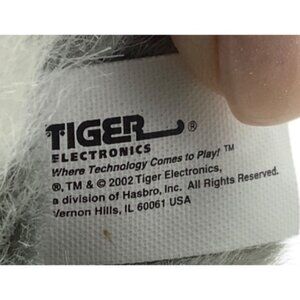 TIGER ®
ELECTRONICS
Where Technology Comes to Play! ™
®, TM & © 2002 Tiger Electronics,
a division of Hasbro, Inc. All Rights Reserved.
Vernon Hills, IL 60061 USA